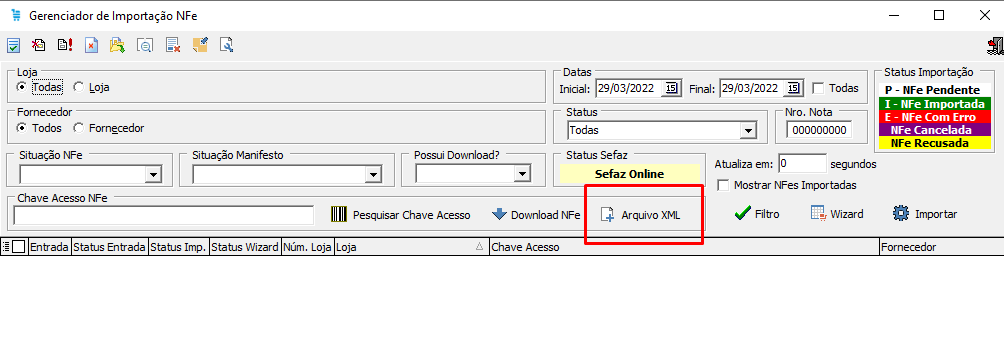 Gerenciador de Importação NFe
Loja
Todas Loja
Datas
Inicial: 29/03/2022 15 Final: 29/03/2022 15 Todas
Status Importação
P - NFe Pendente
I - NFe Importada
E - NFe Com Erro
NFe Cancelada
NFe Recusada
Fornecedor
Todos Fornecedor
Status
Todas
Nro. Nota
000000000
Situação NFe
Situação Manifesto
Possui Download?
Status Sefaz
Sefaz Online
Atualiza em: 0 segundos
Mostrar NFes Importadas
Chave Acesso NFe
Pesquisar Chave Acesso Download NFe Arquivo XML Filtro Wizard Importar
Entrada Status Entrada Status Imp. Status Wizard Núm. Loja Loja Chave Acesso Fornecedor